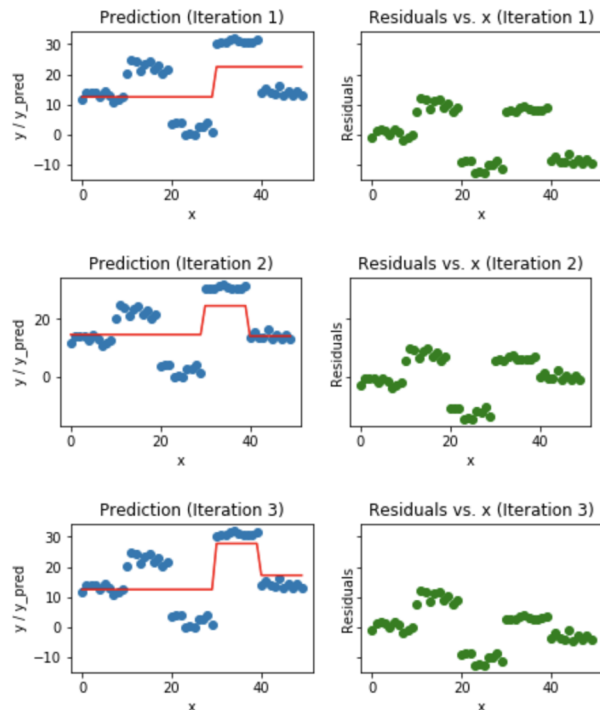 Prediction (Iteration 1)
30
20
10
0
−10
y / y_pred
0
20
40
x
Residuals vs. x (Iteration 1)
Residuals
0
20
40
x
Prediction (Iteration 2)
20
0
y / y_pred
0
20
40
x
Residuals vs. x (Iteration 2)
Residuals
0
20
40
x
Prediction (Iteration 3)
30
20
10
0
−10
y / y_pred
0
20
40
x
Residuals vs. x (Iteration 3)
Residuals
0
20
40
x